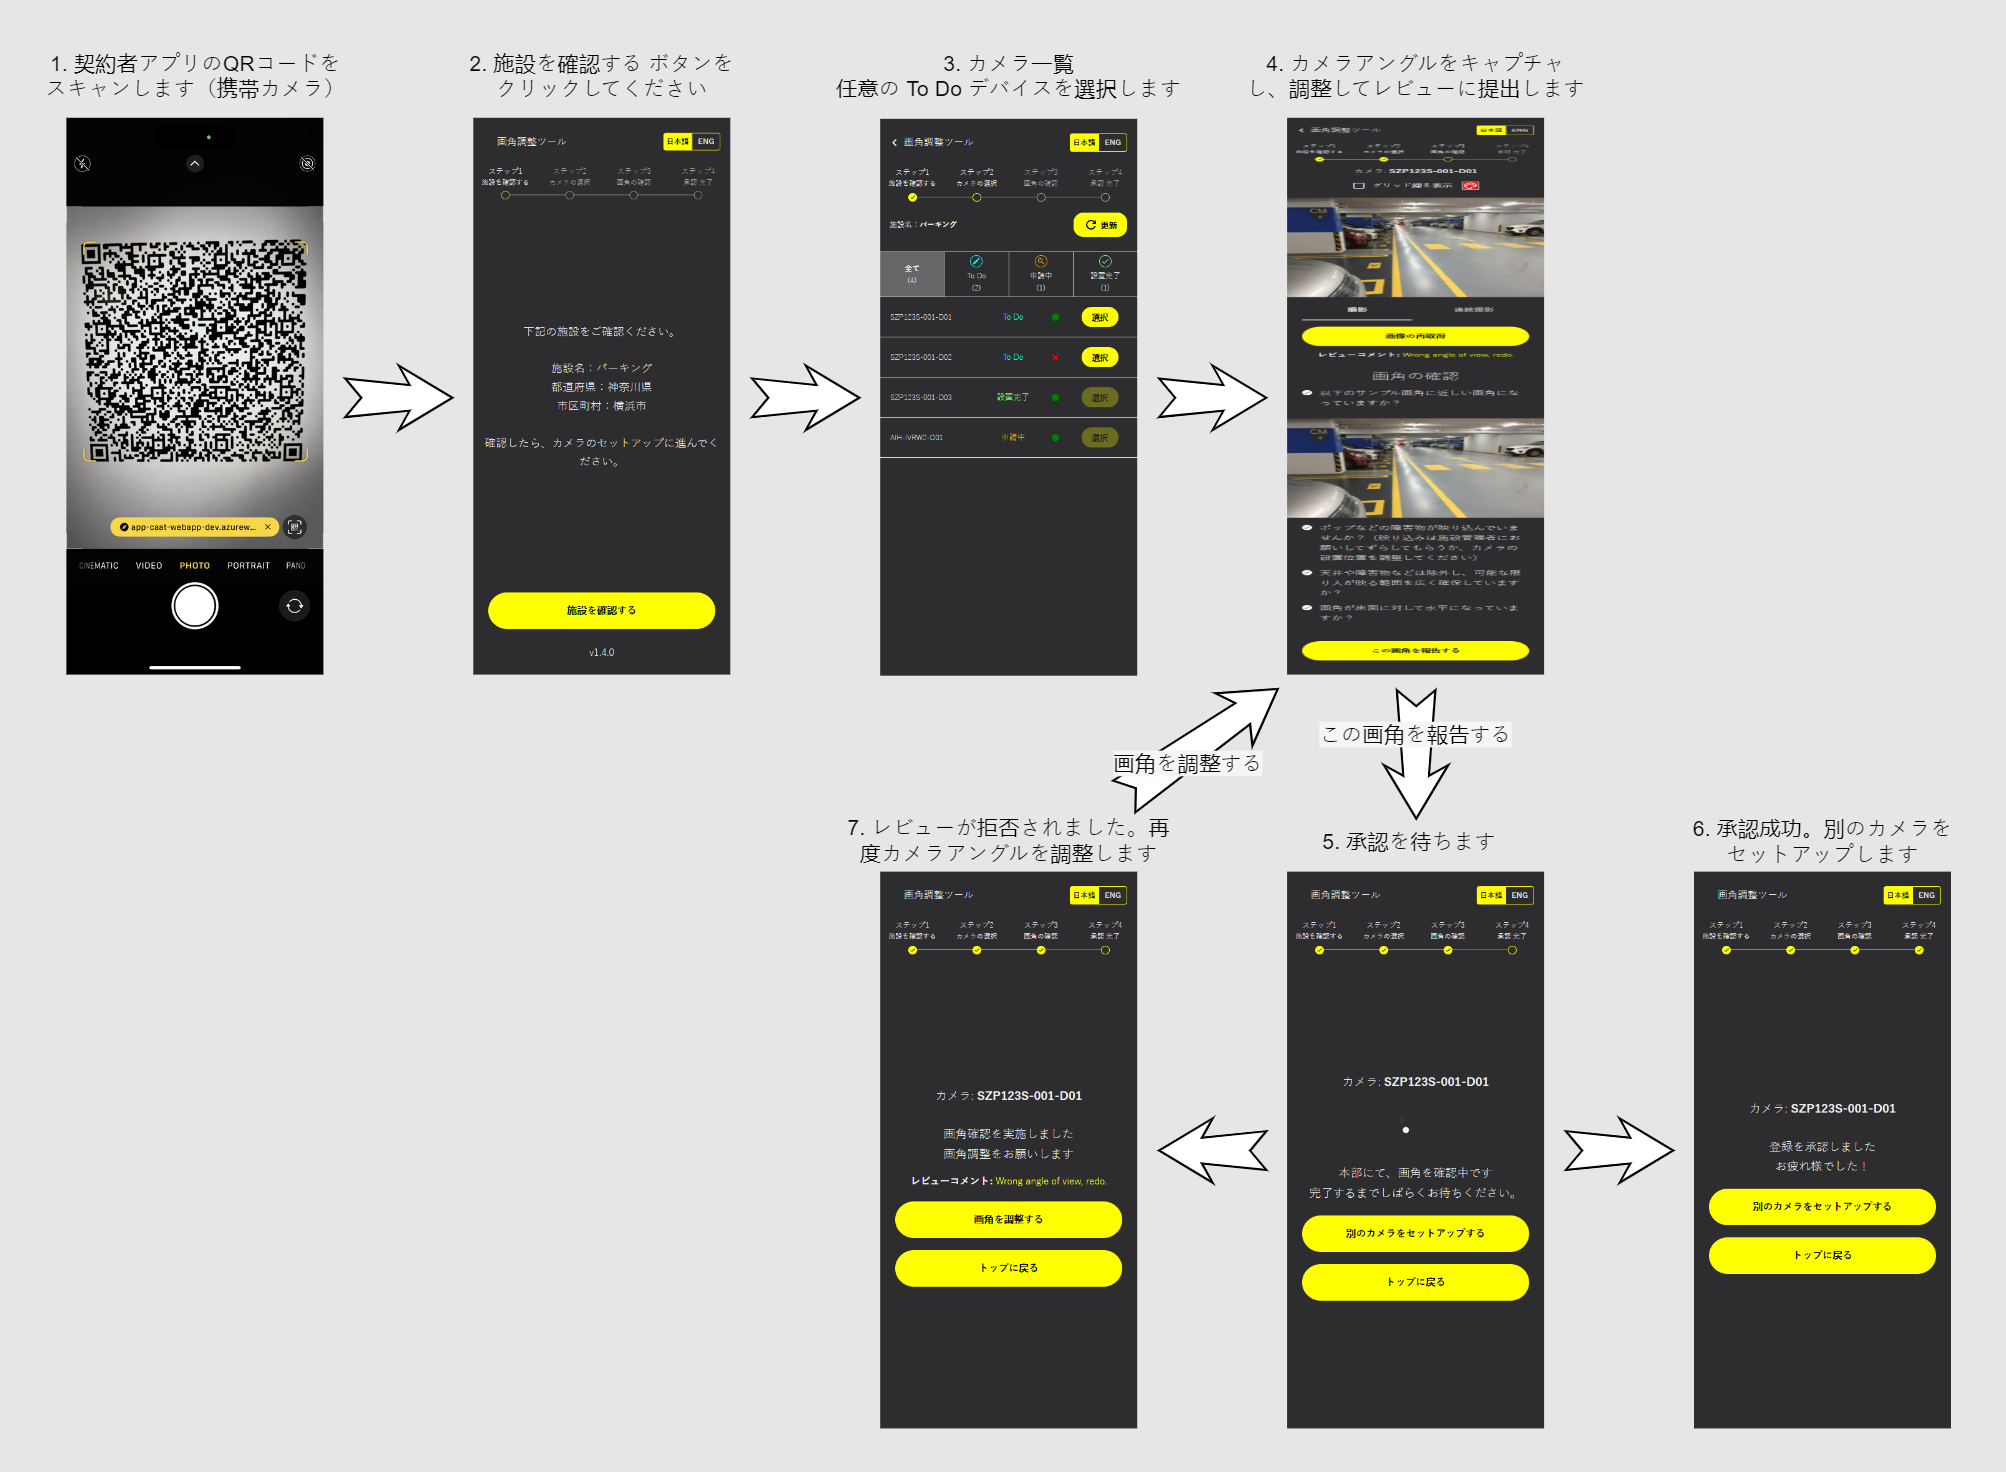 1. 契約者アプリのQRコードを
スキャンします（携帯カメラ）
app-caat-webapp-dev.azurew...
CINEMATIC
VIDEO
PHOTO
PORTRAIT
PANO
2. 施設を確認する ボタンを
クリックしてください
画角調整ツール
日本語 ENG
ステップ1 ステップ2 ステップ3 ステップ4
施設を確認する カメラの選択 画角の確認 承認 完了
下記の施設をご確認ください。
施設名：パーキング
都道府県：神奈川県
市区町村：横浜市
確認したら、カメラのセットアップに進んでく
ださい。
施設を確認する
v1.4.0
3. カメラ一覧
任意の To Do デバイスを選択します
画角調整ツール
日本語 ENG
ステップ1 ステップ2 ステップ3 ステップ4
施設を確認する カメラの選択 画角の確認 承認 完了
施設名：パーキング
更新
全て To Do 申請中 設置完了
(4) (2) (1) (1)
SZP123S-001-D01 To Do 選択
SZP123S-001-D02 To Do 選択
SZP123S-001-D03 設置完了 選択
AIH-IVRW2-D01 申請中 選択
4. カメラアングルをキャプチャ
し、調整してレビューに提出します
画角調整ツール
日本語 ENG
ステップ1 ステップ2 ステップ3 ステップ4
施設を確認する カメラの選択 画角の確認 承認 完了
カメラ: SZP123S-001-D01
グリッド線を表示
CM
撮影 連続撮影
画像の再取得
レビューコメント: Wrong angle of view, redo.
画角の確認
以下のサンプル画角に近しい画角にな
っていますか？
CM
ポップなどの障害物が映り込んでいま
せんか？（映り込みは施設管理者にお
願いしてずらしてもらうか、カメラの
設置位置を調整してください）
天井や障害物などは除外し、可能な限
り人が映る範囲を広く確保しています
か？
画角が床面に対して水平になっていま
すか？
この画角を報告する
この画角を報告する
画角を調整する
7. レビューが拒否されました。再
度カメラアングルを調整します
画角調整ツール
日本語 ENG
ステップ1 ステップ2 ステップ3 ステップ4
施設を確認する カメラの選択 画角の確認 承認 完了
カメラ: SZP123S-001-D01
画角確認を実施しました
画角調整をお願いします
レビューコメント: Wrong angle of view, redo.
画角を調整する
トップに戻る
5. 承認を待ちます
画角調整ツール
日本語 ENG
ステップ1 ステップ2 ステップ3 ステップ4
施設を確認する カメラの選択 画角の確認 承認 完了
カメラ: SZP123S-001-D01
本部にて、画角を確認中です
完了するまでしばらくお待ちください。
別のカメラをセットアップする
トップに戻る
6. 承認成功。別のカメラを
セットアップします
画角調整ツール
日本語 ENG
ステップ1 ステップ2 ステップ3 ステップ4
施設を確認する カメラの選択 画角の確認 承認 完了
カメラ: SZP123S-001-D01
登録を承認しました
お疲れ様でした！
別のカメラをセットアップする
トップに戻る